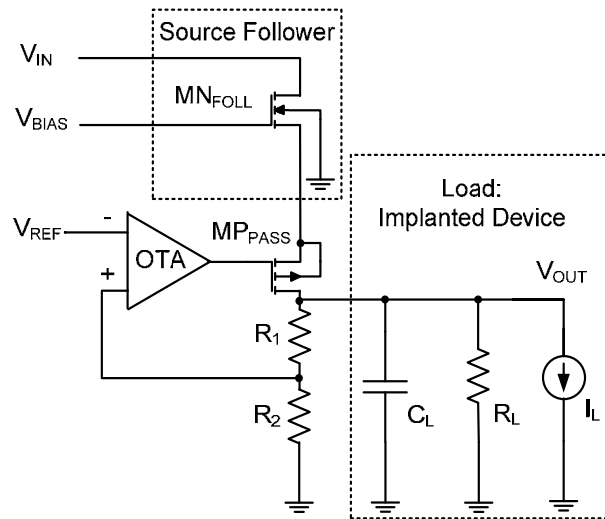 Source Follower
V_IN
MN_FOLL
V_BIAS
Load:
Implanted Device
V_REF
-
MP_PASS
OTA
+
V_OUT
R_1
R_2
C_L
R_L
I_L